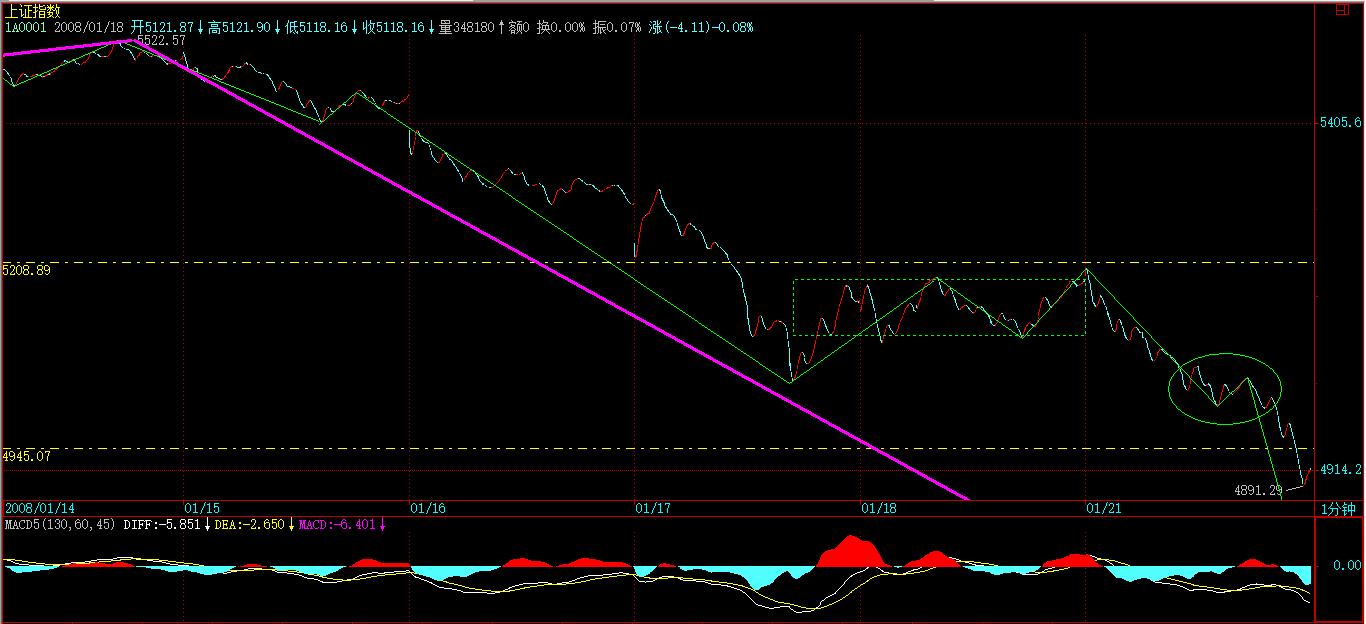 上证指数
1A0001 2008/01/18 开5121.87↓高5121.90↓低5118.16↓收5118.16↓量348180↑额0 换0.00% 振0.07% 涨(-4.11)-0.08%
5522.57
5405.6
5208.89
4945.07
4914.2
4891.29
2008/01/14 01/15 01/16 01/17 01/18 01/21 1分钟
MACD5(130,60,45) DIFF:-5.851↓DEA:-2.650↓MACD:-6.401↓
0.00